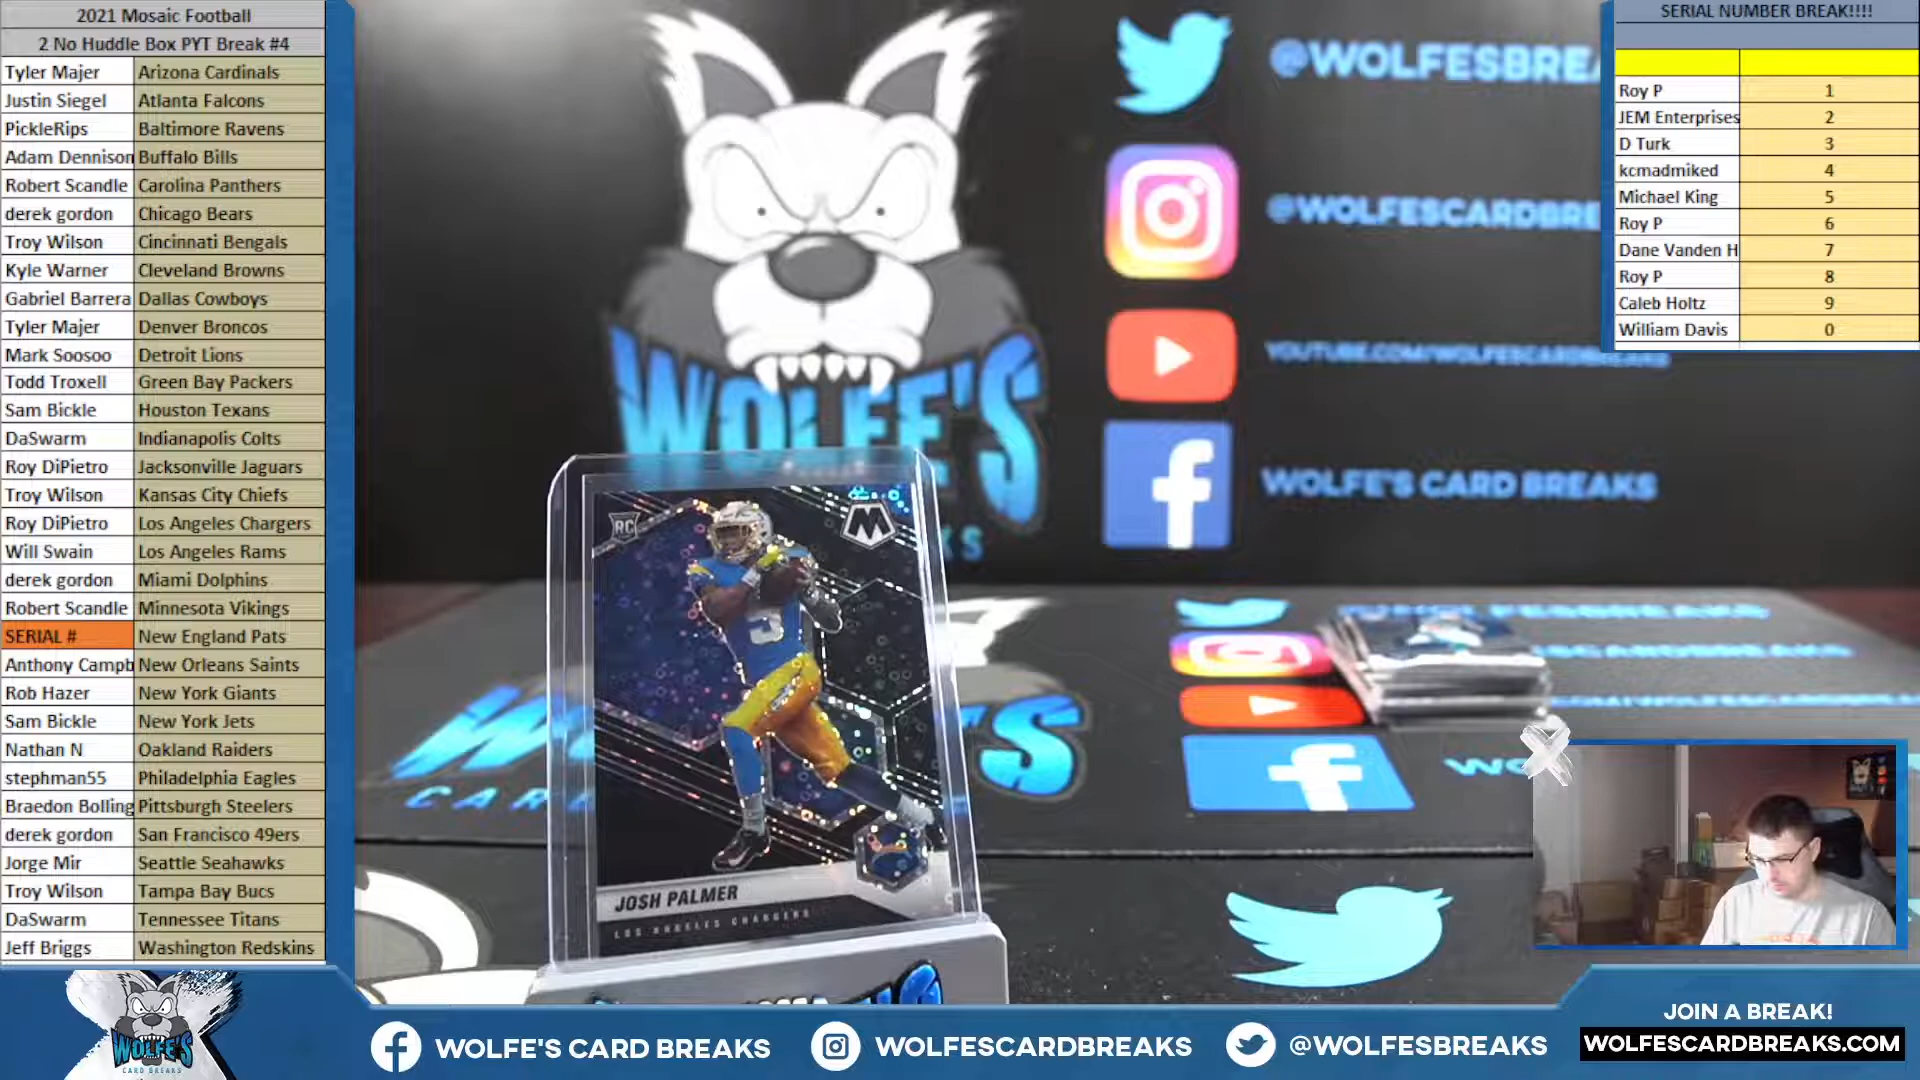 2021 Mosaic Football
2 No Huddle Box PYT Break #4
Tyler Majer Arizona Cardinals
Justin Siegel Atlanta Falcons
PickleRips Baltimore Ravens
Adam Dennison Buffalo Bills
Robert Scandle Carolina Panthers
derek gordon Chicago Bears
Troy Wilson Cincinnati Bengals
Kyle Warner Cleveland Browns
Gabriel Barrera Dallas Cowboys
Tyler Majer Denver Broncos
Mark Soosoo Detroit Lions
Todd Troxell Green Bay Packers
Sam Bickle Houston Texans
DaSwarm Indianapolis Colts
Roy DiPietro Jacksonville Jaguars
Troy Wilson Kansas City Chiefs
Roy DiPietro Los Angeles Chargers
Will Swain Los Angeles Rams
derek gordon Miami Dolphins
Robert Scandle Minnesota Vikings
SERIAL # New England Pats
Anthony Campb New Orleans Saints
Rob Hazer New York Giants
Sam Bickle New York Jets
Nathan N Oakland Raiders
stephman55 Philadelphia Eagles
Braedon Bolling Pittsburgh Steelers
derek gordon San Francisco 49ers
Jorge Mir Seattle Seahawks
Troy Wilson Tampa Bay Bucs
DaSwarm Tennessee Titans
Jeff Briggs Washington Redskins
SERIAL NUMBER BREAK!!!!
Roy P 1
JEM Enterprises 2
D Turk 3
kcmadmiked 4
Michael King 5
Roy P 6
Dane Vanden H 7
Roy P 8
Caleb Holtz 9
William Davis 0
@WOLFESBREA
@WOLFESCARDBRE
YOUTUBE.COM/WOLFESCARDBREAKS
WOLFE'S CARD BREAKS
WOLFE'S
RC
M
5
JOSH PALMER
LOS ANGELES CHARGERS
WOLFE'S
CARD BREAKS
WOLFE'S CARD BREAKS
WOLFESCARDBREAKS
@WOLFESBREAKS
JOIN A BREAK!
WOLFESCARDBREAKS.COM